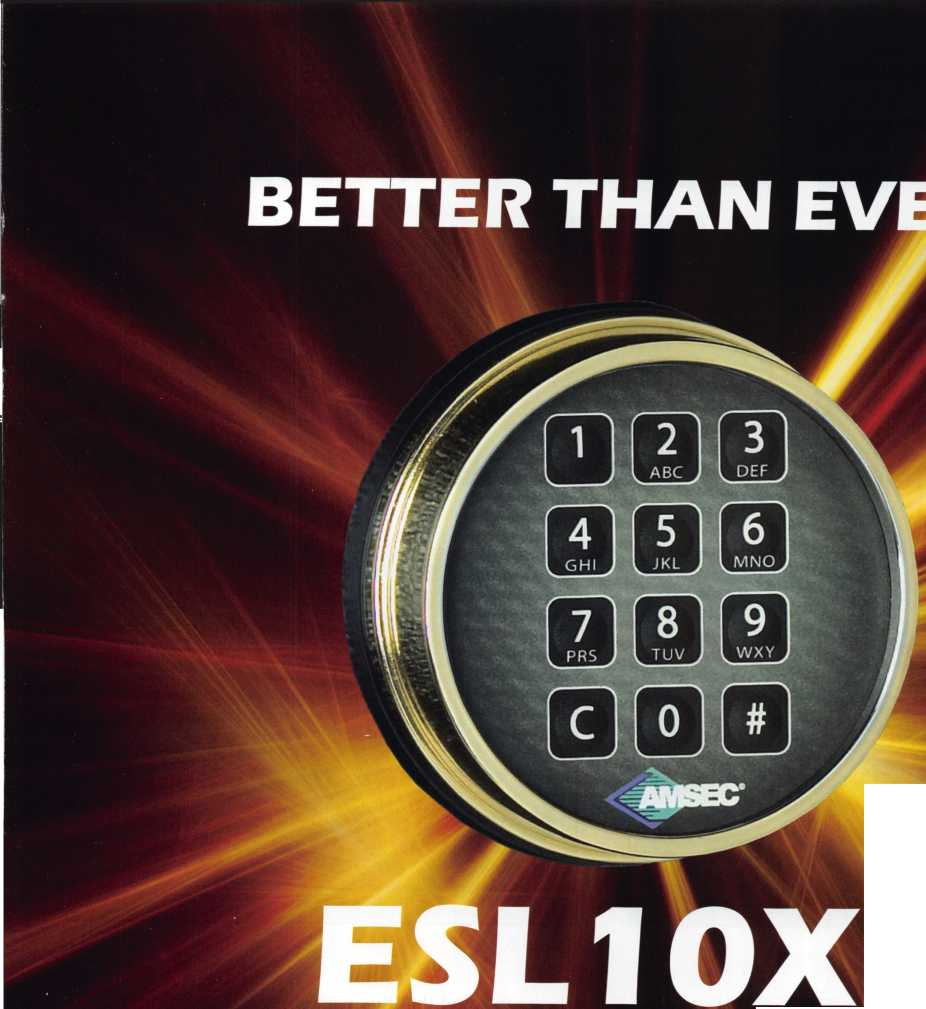 BETTER THAN EVE
1 2 3
ABC DEF
4 5 6
GHI JKL MNO
7 8 9
PRS TUV WXY
C 0 #
AMSEC®
ESL10X